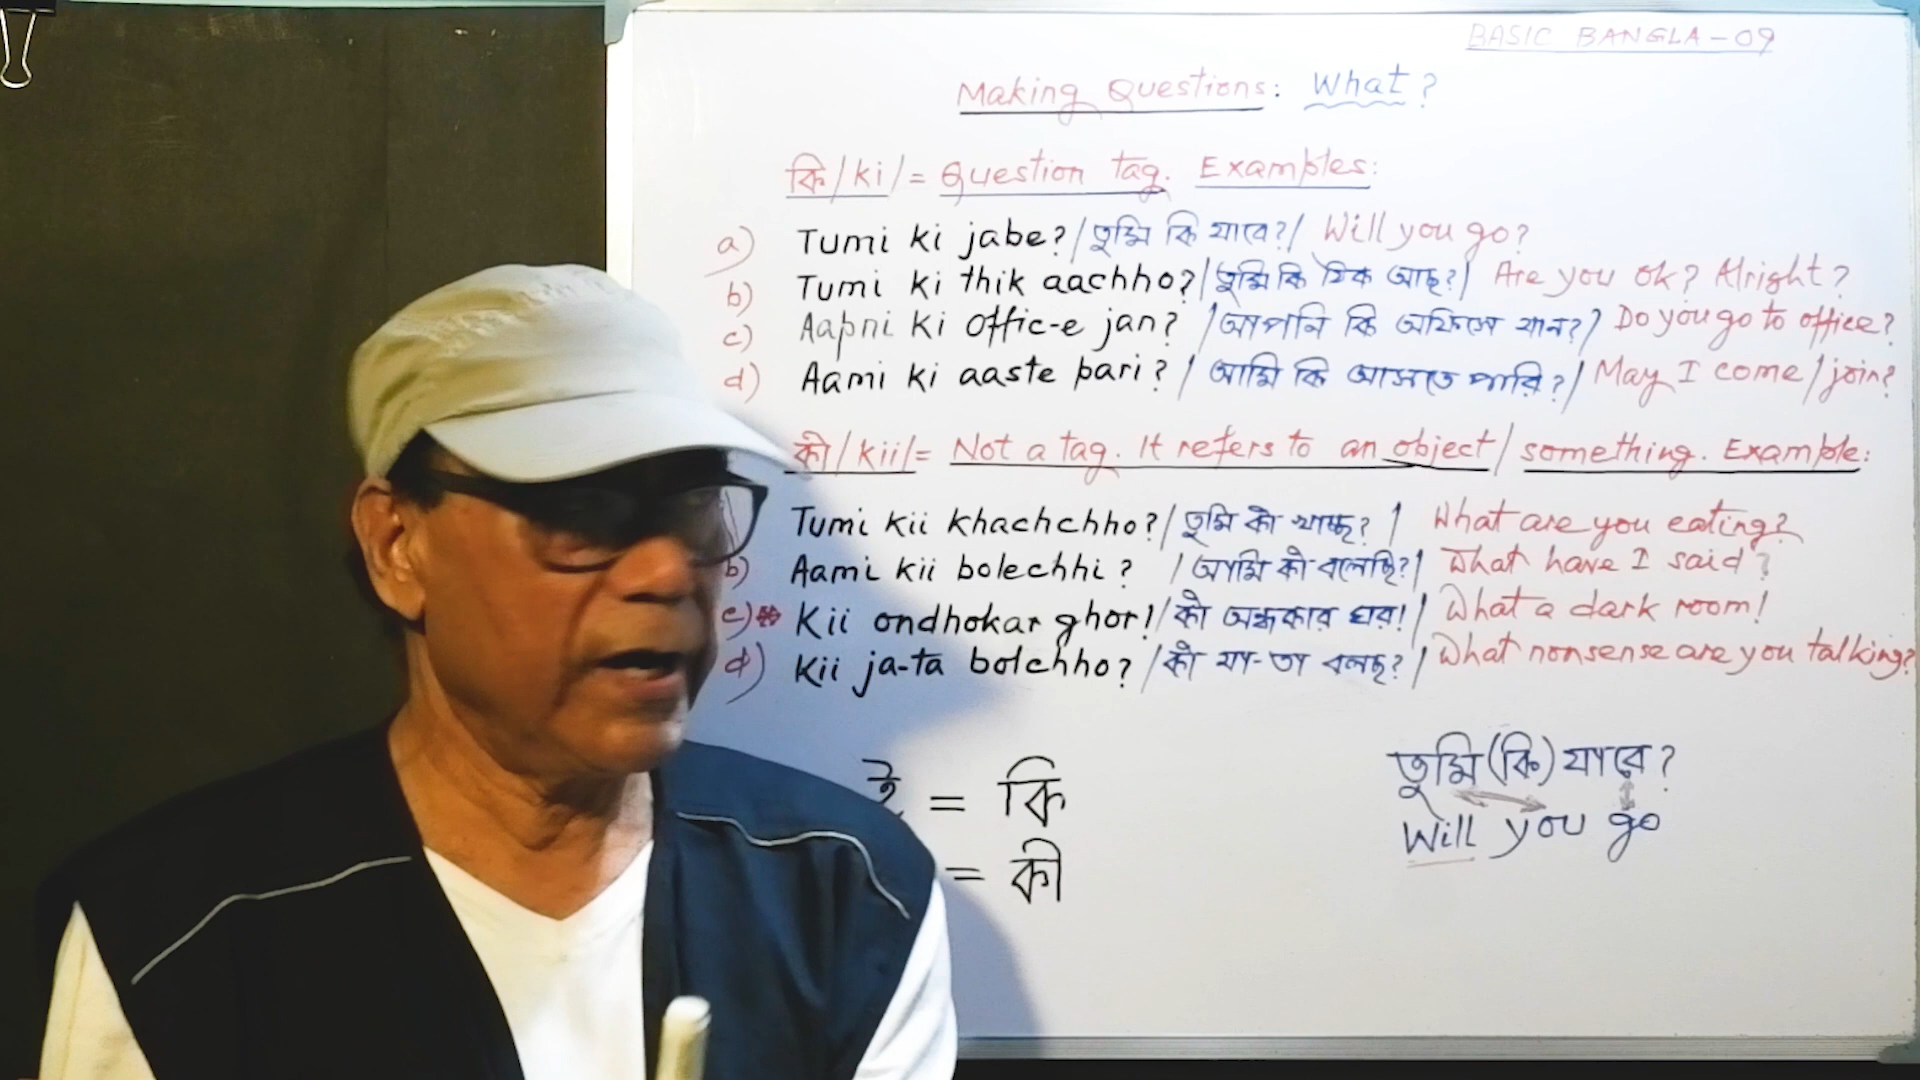 BASIC BANGLA - 09
Making Questions: What?
কি/ki/= Question tag. Examples:
a) Tumi ki jabe?/তুমি কি যাবে?/ Will you go?
b) Tumi ki thik aachho?/তুমি কি ঠিক আছ?/ Are you ok? Alright?
c) Aapni ki offic-e jan? /আপনি কি অফিসে যান?/ Do you go to office?
d) Aami ki aaste pari? / আমি কি আসতে পারি?/ May I come/join?
কী/kii/= Not a tag. It refers to an object/something. Example:
Tumi kii khachchho?/তুমি কী খাচ্ছ? / What are you eating?
b) Aami kii bolechhi? /আমি কী বলেছি?/ What have I said?
c) Kii ondhokar ghor!/কী অন্ধকার ঘর!/ What a dark room!
d) Kii ja-ta bolchho? /কী যা-তা বলছ?/ What nonsense are you talking?
ই = কি
= কী
তুমি (কি) যাবে?
Will you go